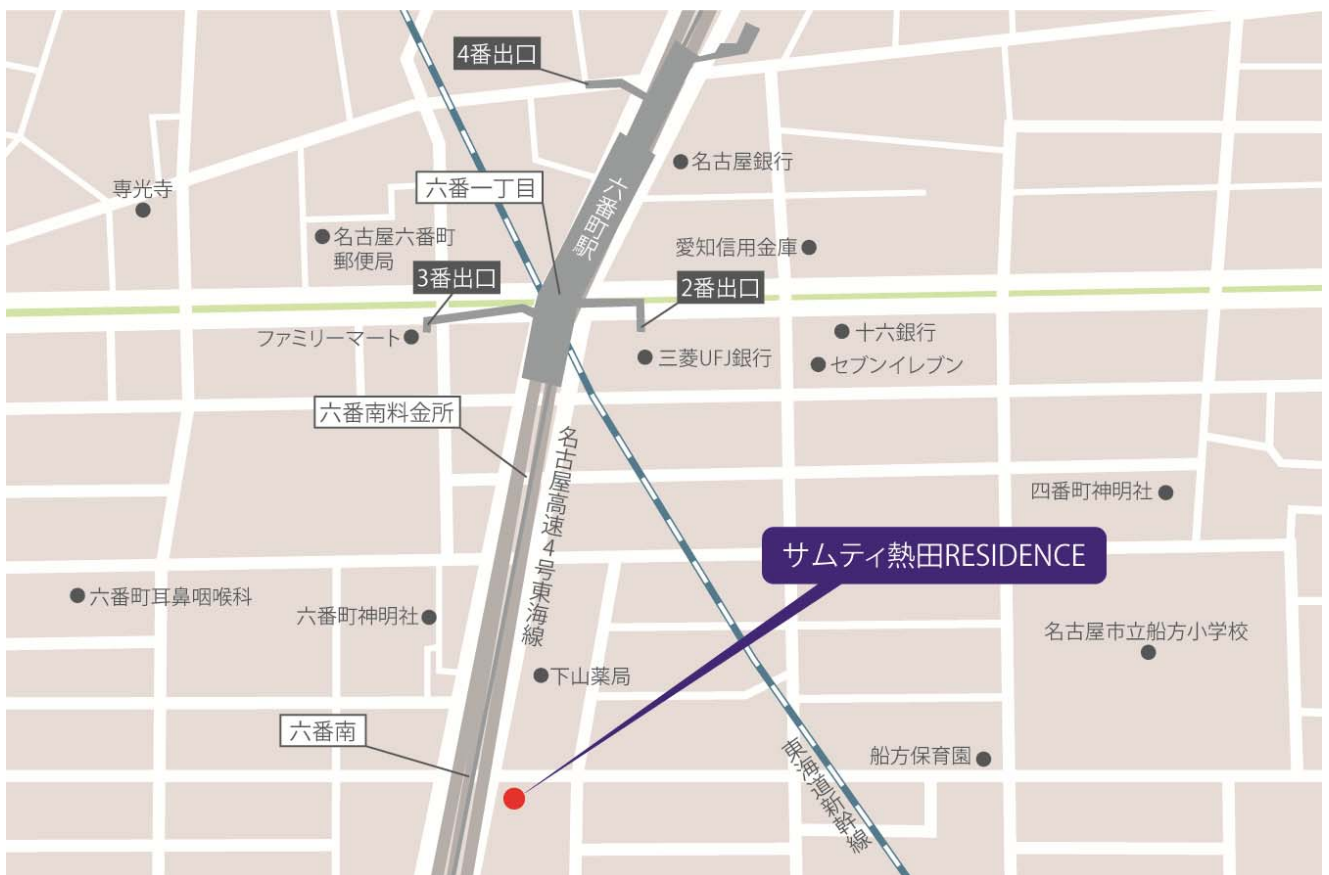 4番出口
名古屋銀行
六番一丁目
六番町駅
専光寺
名古屋六番町
郵便局
愛知信用金庫
3番出口
2番出口
ファミリーマート
十六銀行
三菱UFJ銀行
セブンイレブン
六番南料金所
名古屋高速4号東海線
四番町神明社
サムティ熱田RESIDENCE
六番町耳鼻咽喉科
六番町神明社
名古屋市立船方小学校
下山薬局
六番南
船方保育園
東海道新幹線